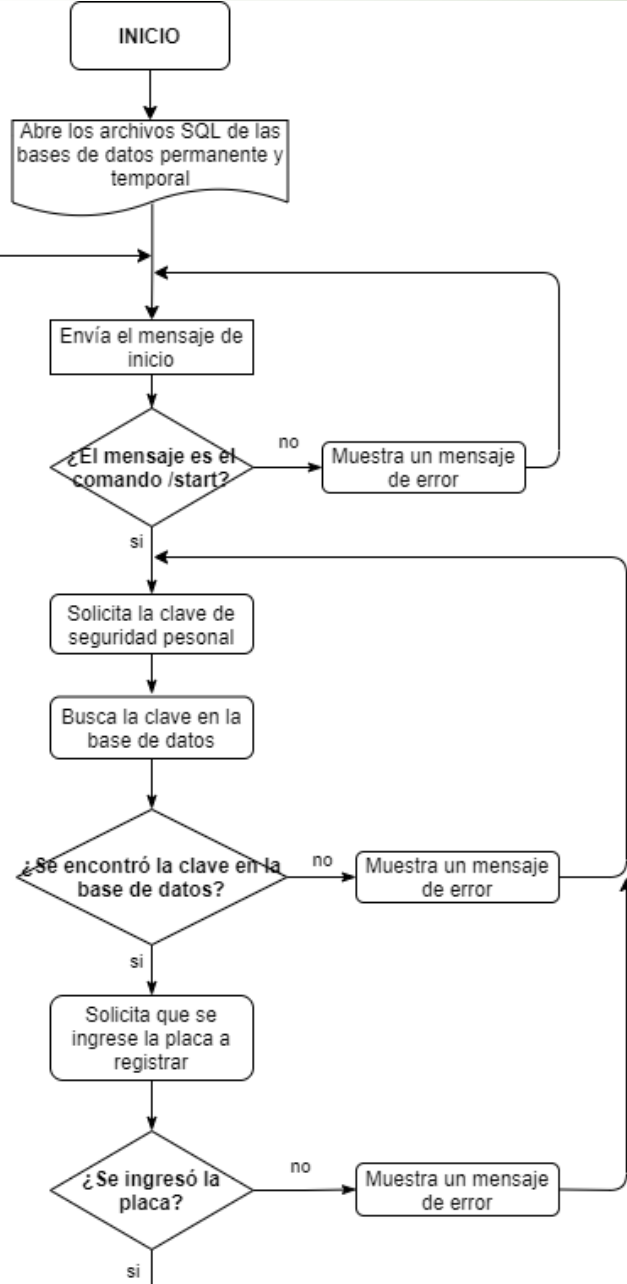 INICIO
Abre los archivos SQL de las
bases de datos permanente y
temporal
Envía el mensaje de
inicio
¿El mensaje es el
comando /start?
no
Muestra un mensaje
de error
si
Solicita la clave de
seguridad pesonal
Busca la clave en la
base de datos
¿Se encontró la clave en la
base de datos?
no
Muestra un mensaje
de error
si
Solicita que se
ingrese la placa a
registrar
¿Se ingresó la
placa?
no
Muestra un mensaje
de error
si